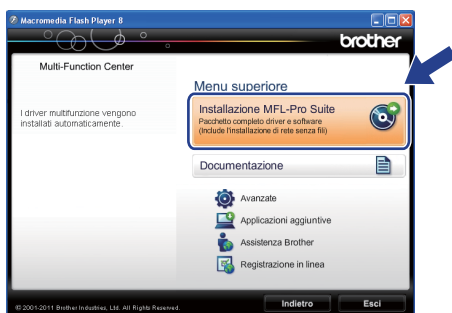 Macromedia Flash Player 8
brother
Multi-Function Center
I driver multifunzione vengono
installati automaticamente.
Menu superiore
Installazione MFL-Pro Suite
Pacchetto completo driver e software
(Include l'installazione di rete senza fili)
Documentazione
Avanzate
Applicazioni aggiuntive
Assistenza Brother
Registrazione in linea
© 2001-2011 Brother Industries, Ltd. All Rights Reserved.
Indietro
Esci